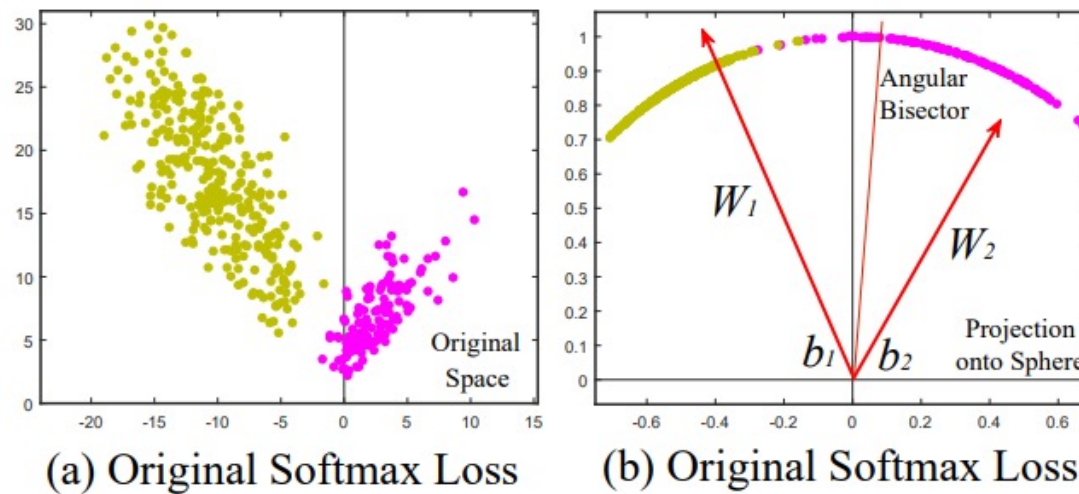 30
25
20
15
10
5
0
-20 -15 -10 -5 0 5 10 15
Original
Space
(a) Original Softmax Loss
1
0.9
0.8
0.7
0.6
0.5
0.4
0.3
0.2
0.1
0
-0.6 -0.4 -0.2 0 0.2 0.4 0.6
Angular
Bisector
W1
W2
b1 b2
Projection
onto Sphere
(b) Original Softmax Loss